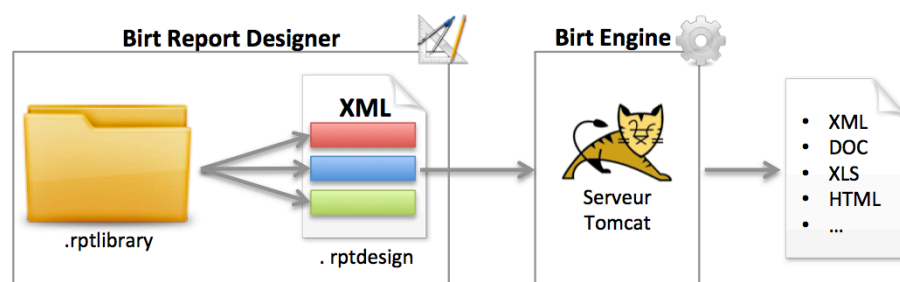 Birt Report Designer
XML
.rptlibrary
. rptdesign
Birt Engine
Serveur
Tomcat
• XML
• DOC
• XLS
• HTML
• ...